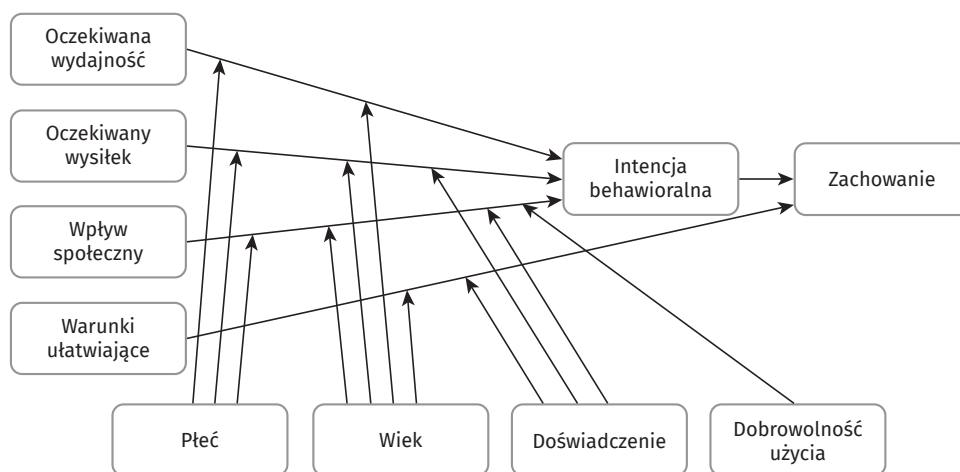 Oczekiwana
wydajność
Oczekiwany
wysiłek
Wpływ
społeczny
Warunki
ułatwiające
Intencja
behawioralna
Zachowanie
Płeć
Wiek
Doświadczenie
Dobrowolność
użycia